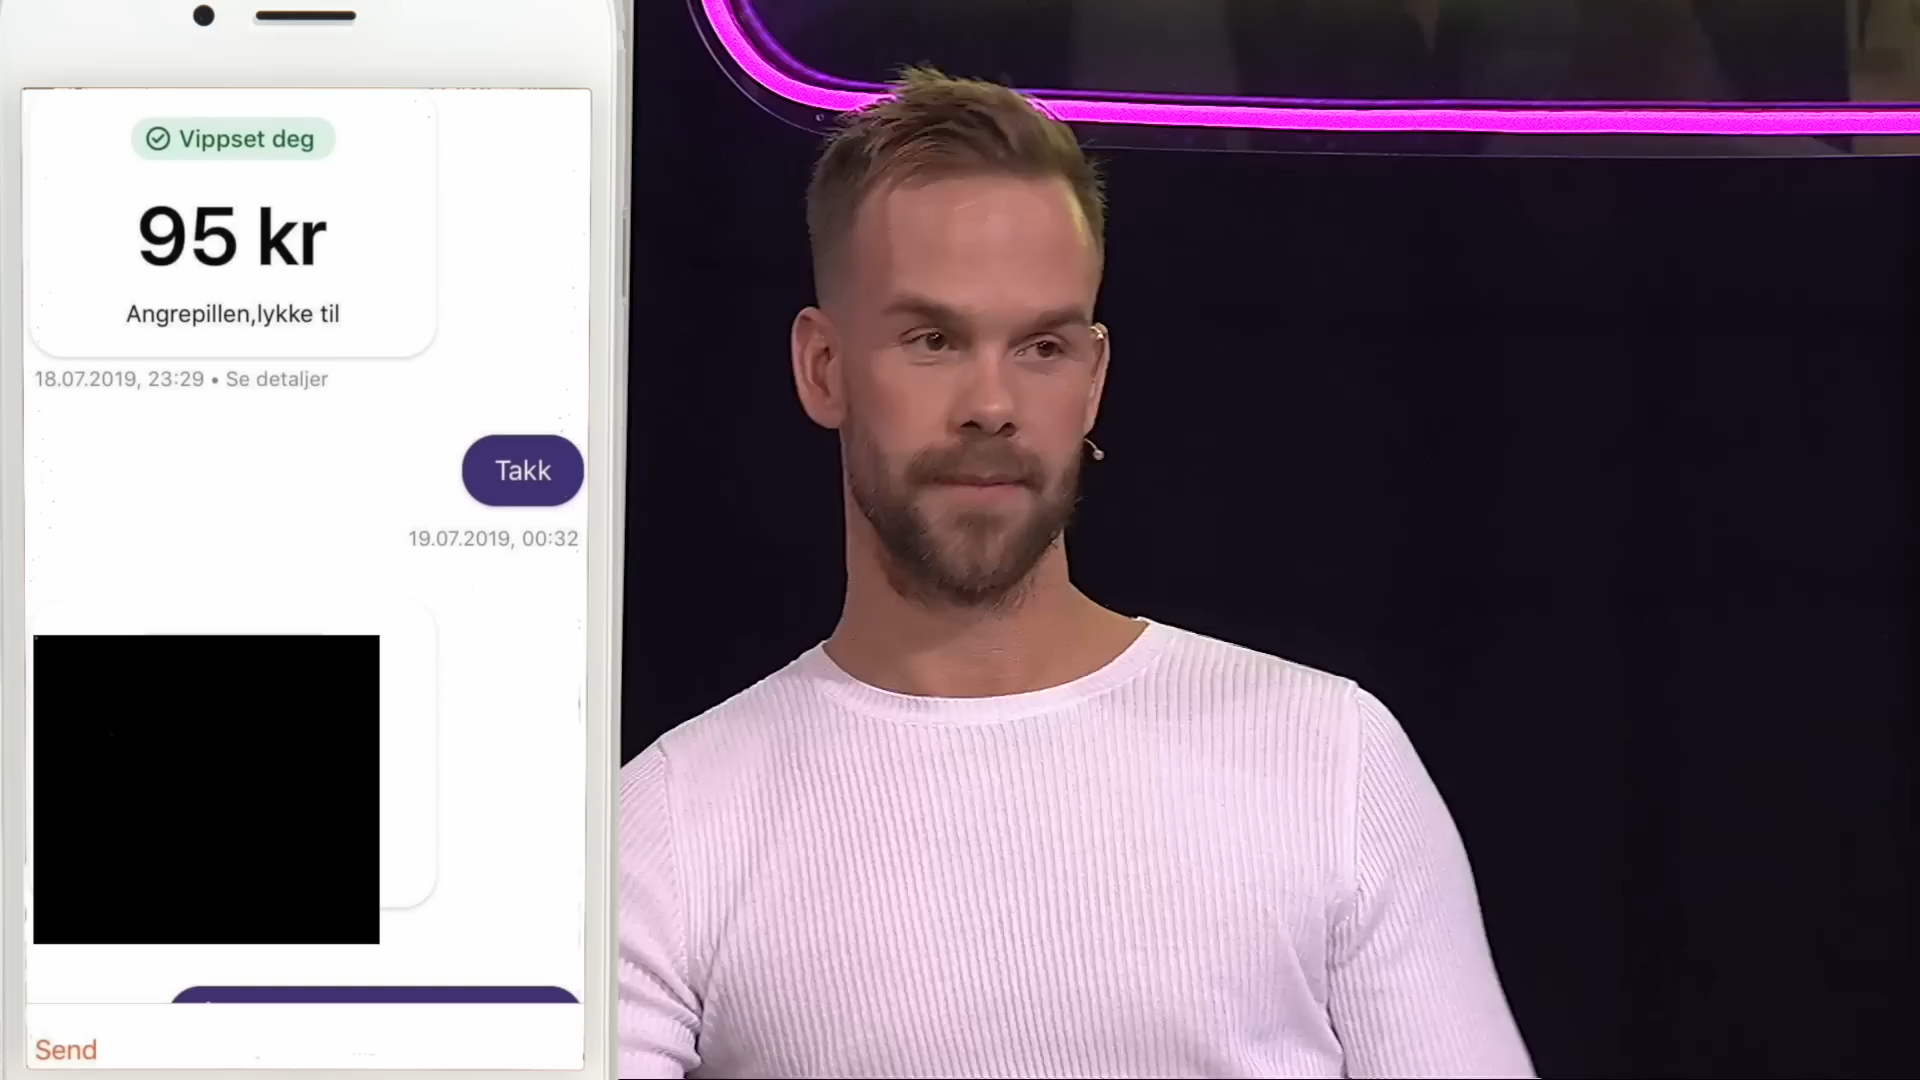 Vippset deg
95 kr
Angrepillen,lykke til
18.07.2019, 23:29 • Se detaljer
Takk
19.07.2019, 00:32
Send